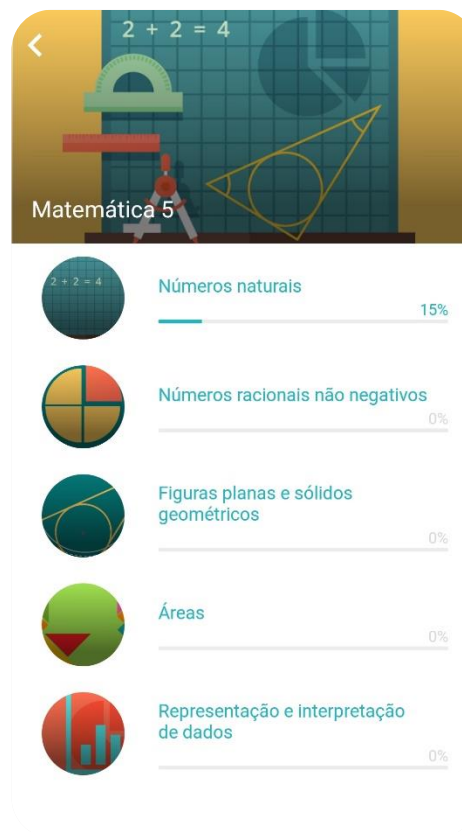 2 + 2 = 4
Matemática 5
2 + 2 = 4
Números naturais
15%
Números racionais não negativos
0%
Figuras planas e sólidos
geométricos
0%
Áreas
0%
Representação e interpretação
de dados
0%